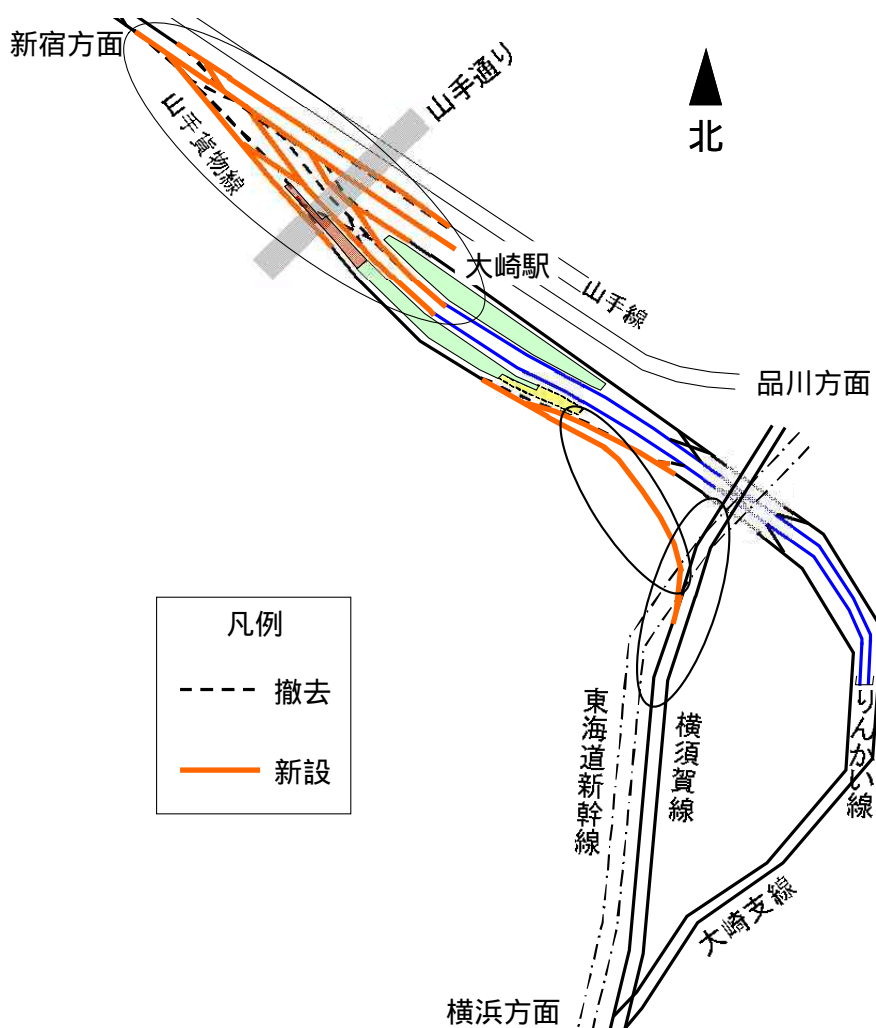 新宿方面
山手通り
北
山手貨物線
大崎駅
山手線
品川方面
凡例
撤去
新設
東海道新幹線
横須賀線
りんかい線
大崎支線
横浜方面